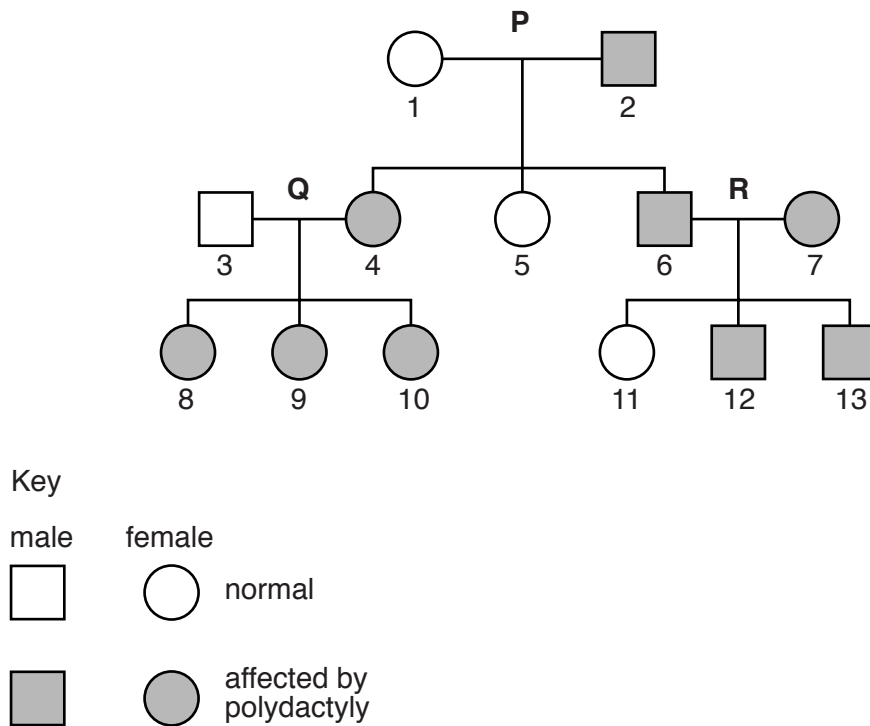 P
1 2
Q R
3 4 5 6 7
8 9 10 11 12 13
Key
male female
normal
affected by
polydactyly